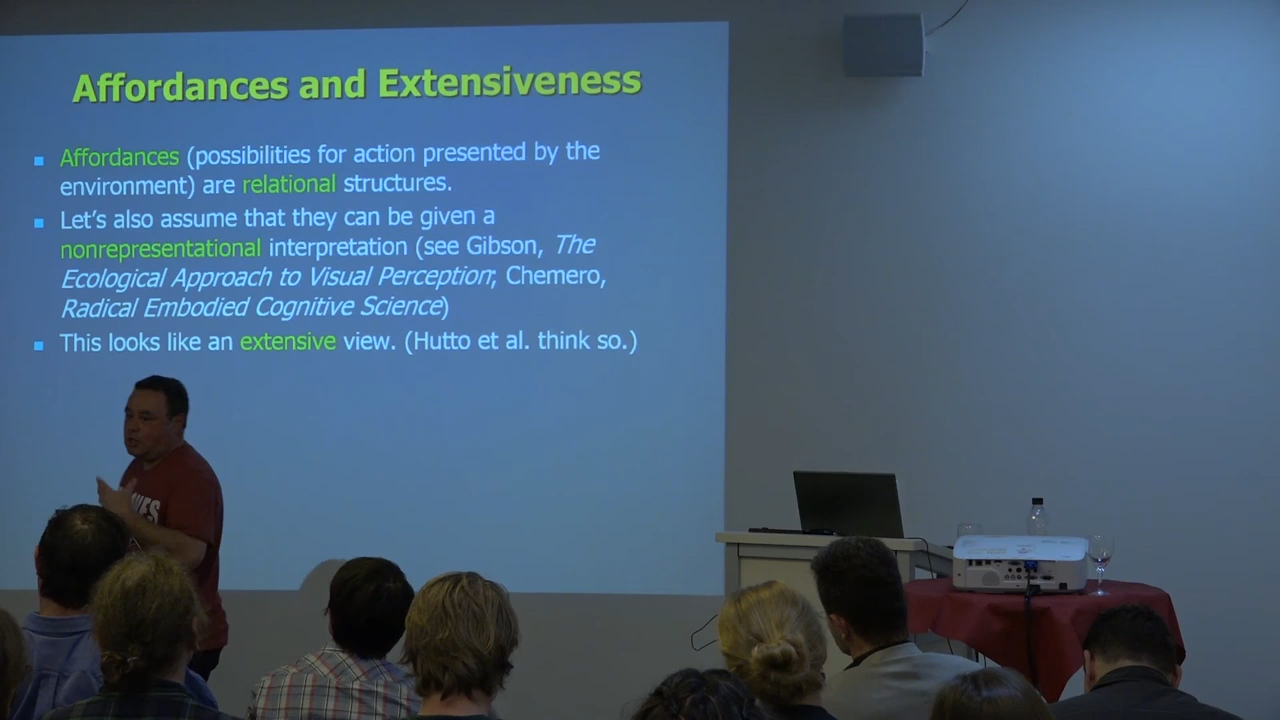 Affordances and Extensiveness
Affordances (possibilities for action presented by the
environment) are relational structures.
Let's also assume that they can be given a
nonrepresentational interpretation (see Gibson, The
Ecological Approach to Visual Perception; Chemero,
Radical Embodied Cognitive Science)
This looks like an extensive view. (Hutto et al. think so.)